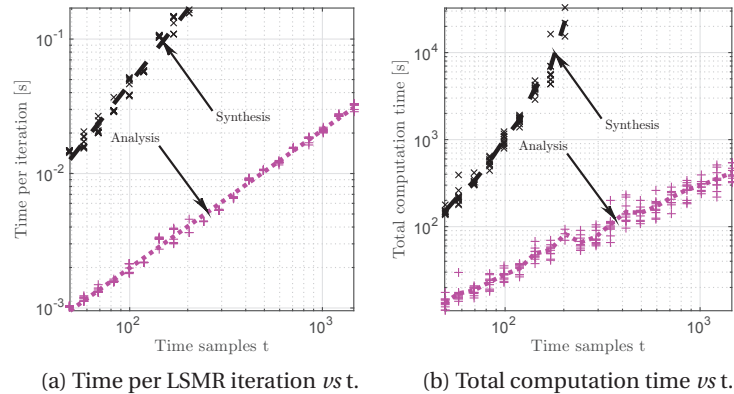 Time per iteration [s]
10^-1
10^-2
10^-3
Synthesis
Analysis
10^2
10^3
Time samples t
(a) Time per LSMR iteration vs t.
Total computation time [s]
10^4
10^3
10^2
10^1
Synthesis
Analysis
10^2
10^3
Time samples t
(b) Total computation time vs t.